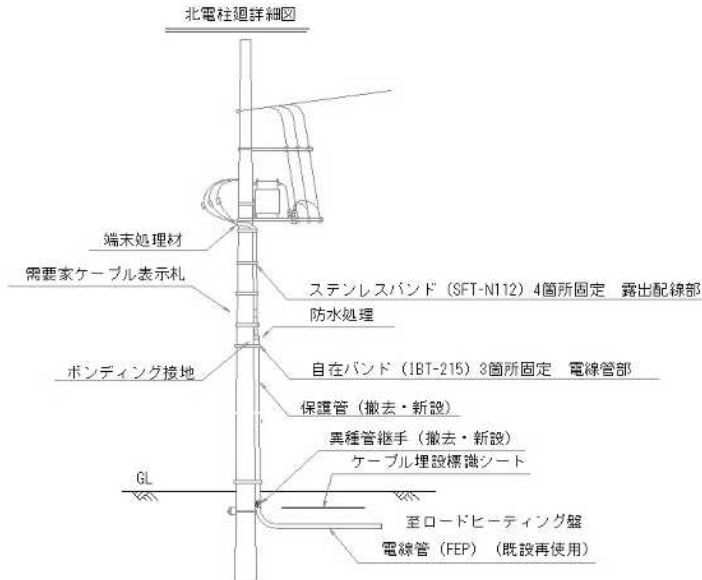 北電柱廻詳細図
端末処理材
需要家ケーブル表示札
ステンレスバンド (SFT-N112) 4箇所固定 露出配線部
防水処理
ボンディング接地
自在バンド (IBT-215) 3箇所固定 電線管部
保護管 (撤去・新設)
異種管継手 (撤去・新設)
ケーブル埋設標識シート
GL
至ロードヒーティング盤
電線管 (FEP) (既設再使用)